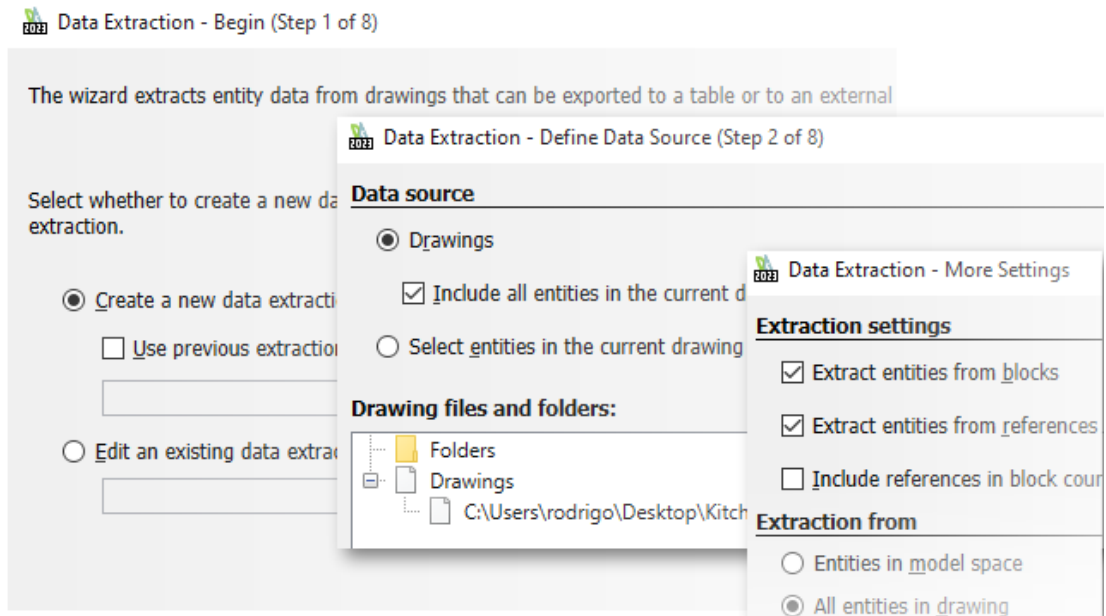 2023 Data Extraction - Begin (Step 1 of 8)
The wizard extracts entity data from drawings that can be exported to a table or to an external
Select whether to create a new da
extraction.
Create a new data extracti
Use previous extraction
Edit an existing data extrac
2023 Data Extraction - Define Data Source (Step 2 of 8)
Data source
Drawings
Include all entities in the current d
Select entities in the current drawing
Drawing files and folders:
Folders
Drawings
C:\Users\rodrigo\Desktop\Kitch
2023 Data Extraction - More Settings
Extraction settings
Extract entities from blocks
Extract entities from references
Include references in block cour
Extraction from
Entities in model space
All entities in drawing